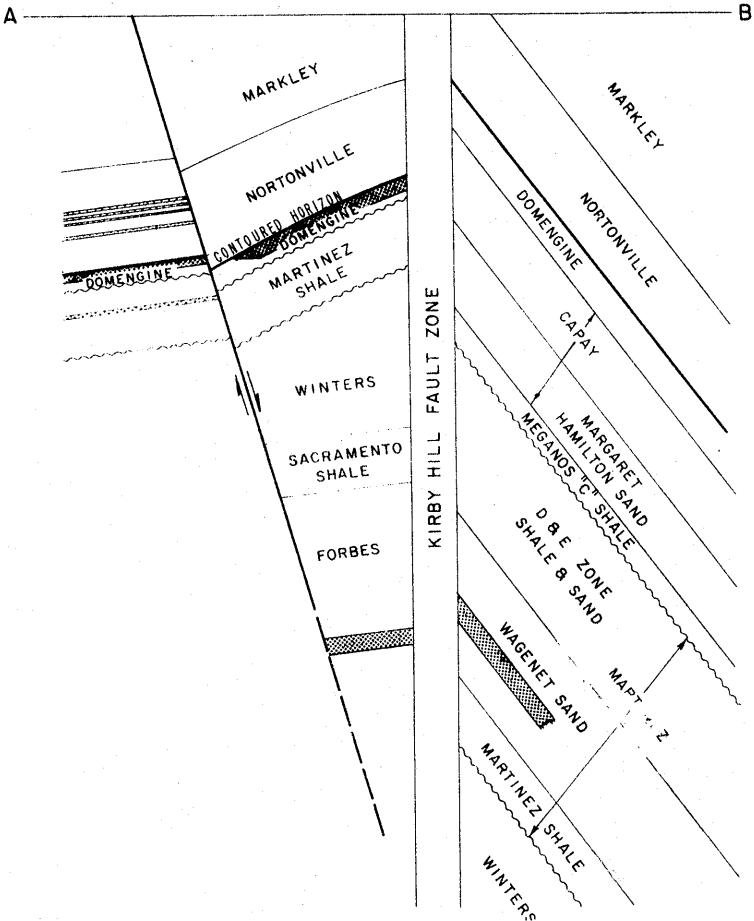 A
B
MARKLEY
NORTONVILLE
CONTOURED HORIZON
DOMENGINE
MARTINEZ
SHALE
DOMENGINE
WINTERS
SACRAMENTO
SHALE
FORBES
KIRBY HILL FAULT ZONE
MARKLEY
NORTONVILLE
DOMENGINE
CAPAY
MARGARET
HAMILTON SAND
MEGANOS "C" SHALE
D & E ZONE
SHALE & SAND
WAGENET SAND
MARTINEZ SHALE
WINTERS